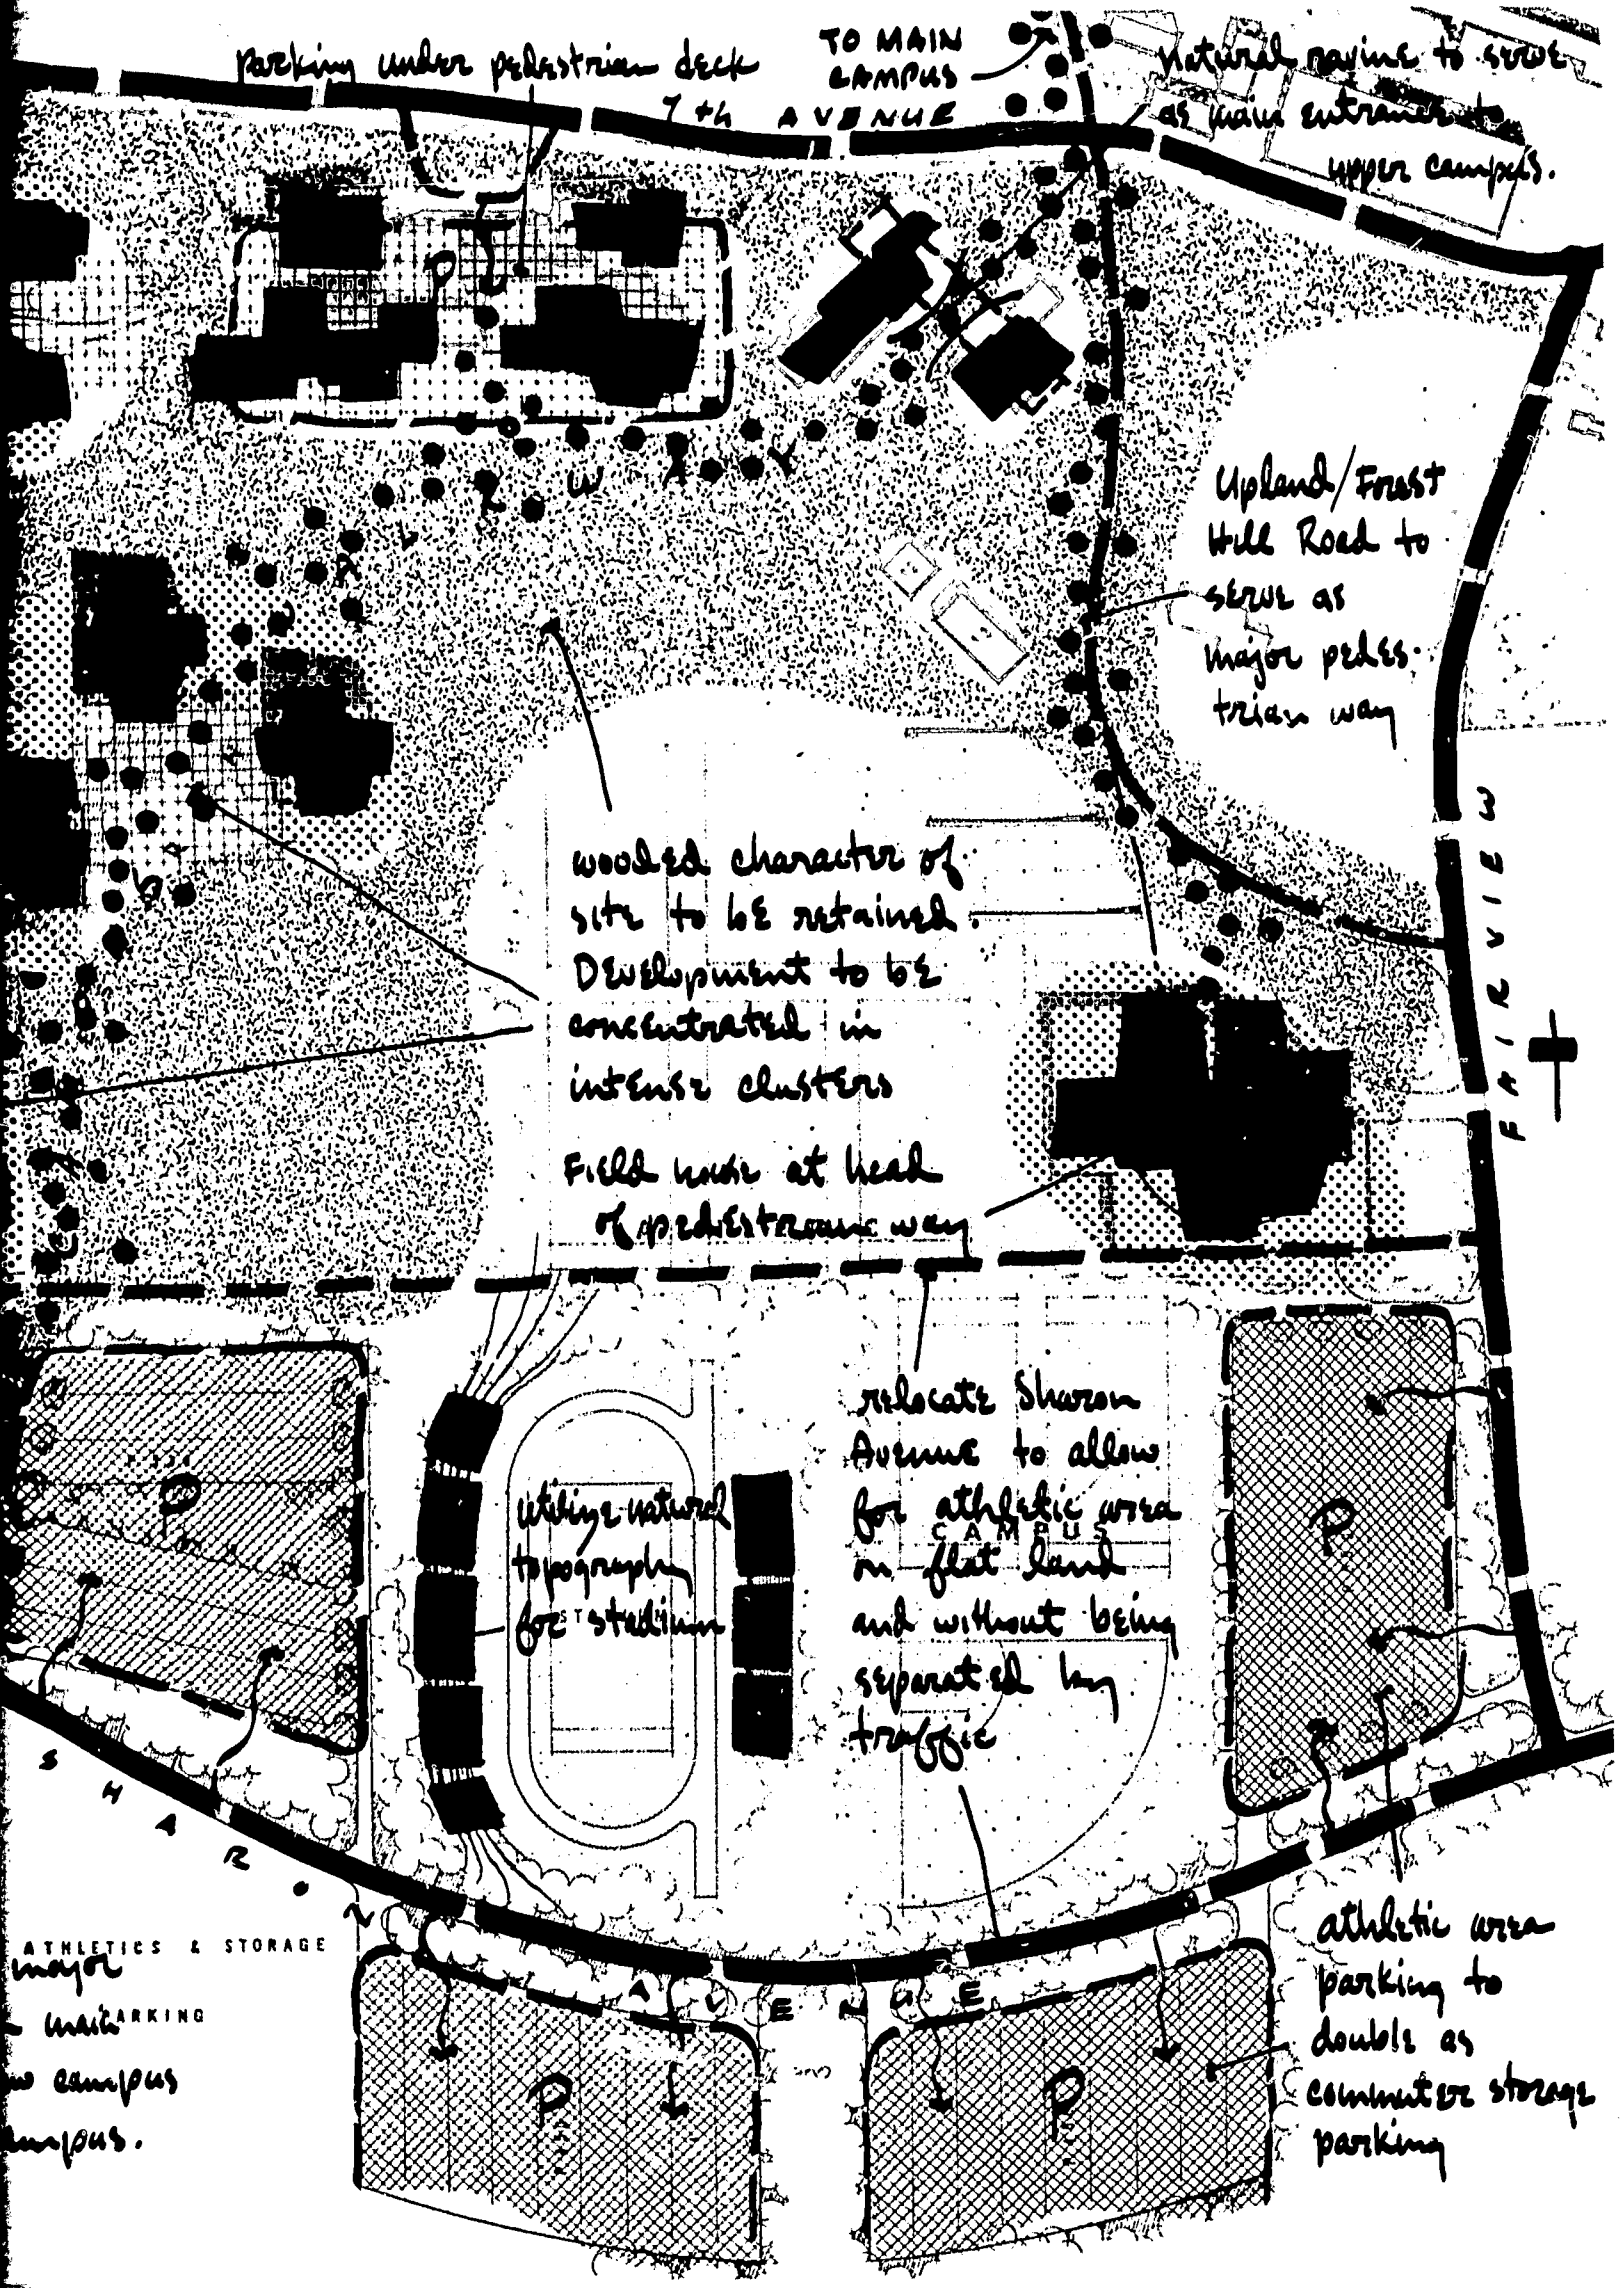 parking under pedestrian deck
TO MAIN
CAMPUS
7th AVENUE
natural ravine to serve
as main entrance to
upper campus.
P
Upland/Forest
Hill Road to
serve as
major pedes-
trian way
FAIRVIEW
wooded character of
site to be retained.
Development to be
concentrated in
intense clusters
Field house at head
of pedestrian way
relocate Sharon
Avenue to allow
for athletic area
CAMPUS
on flat land
and without being
separated by
traffic
utilize natural
topography
for stadium
P
P
SHARON AVENUE
ATHLETICS & STORAGE
major
main
PARKING
campus
P
P
athletic area
parking to
double as
commuter storage
parking